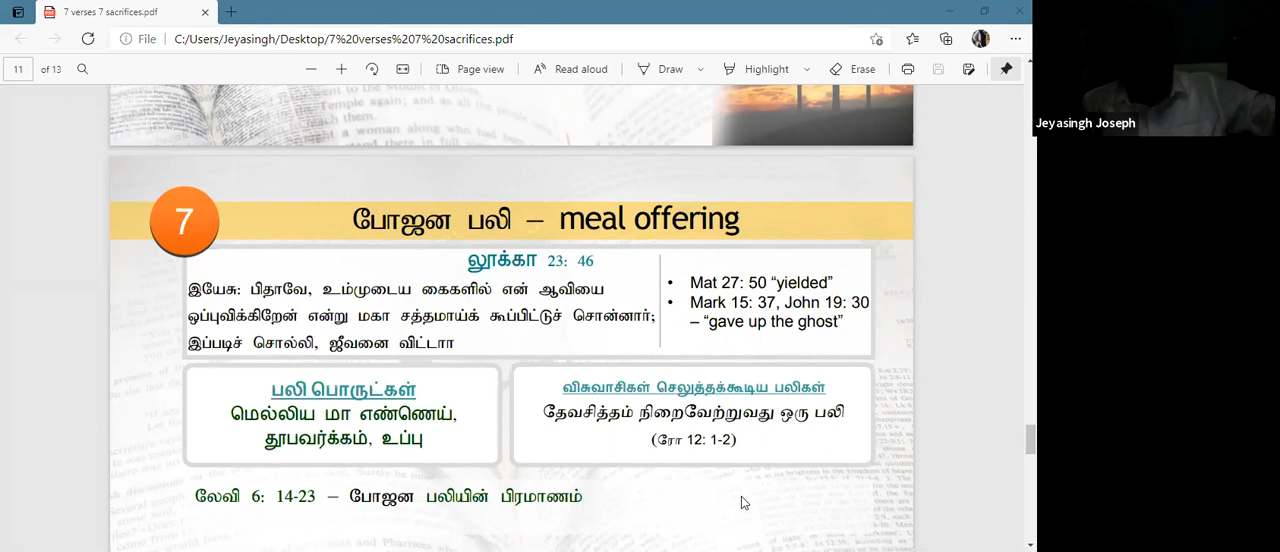 7 verses 7 sacrifices.pdf
File C:/Users/Jeyasingh/Desktop/7%20verses%207%20sacrifices.pdf
11 of 13 Page view Read aloud Draw Highlight Erase
Jeyasingh Joseph
7
போஜன பலி – meal offering
லூக்கா 23: 46
இயேசு: பிதாவே, உம்முடைய கைகளில் என் ஆவியை
ஒப்புவிக்கிறேன் என்று மகா சத்தமாய்க் கூப்பிட்டுச் சொன்னார்;
இப்படிச் சொல்லி, ஜீவனை விட்டாா
• Mat 27: 50 “yielded”
• Mark 15: 37, John 19: 30
– “gave up the ghost”
பலி பொருட்கள்
மெல்லிய மா எண்ணெய்,
தூபவர்க்கம், உப்பு
விசுவாசிகள் செலுத்தக்கூடிய பலிகள்
தேவசித்தம் நிறைவேற்றுவது ஒரு பலி
(ரோ 12: 1-2)
லேவி 6: 14-23 – போஜன பலியின் பிரமாணம்